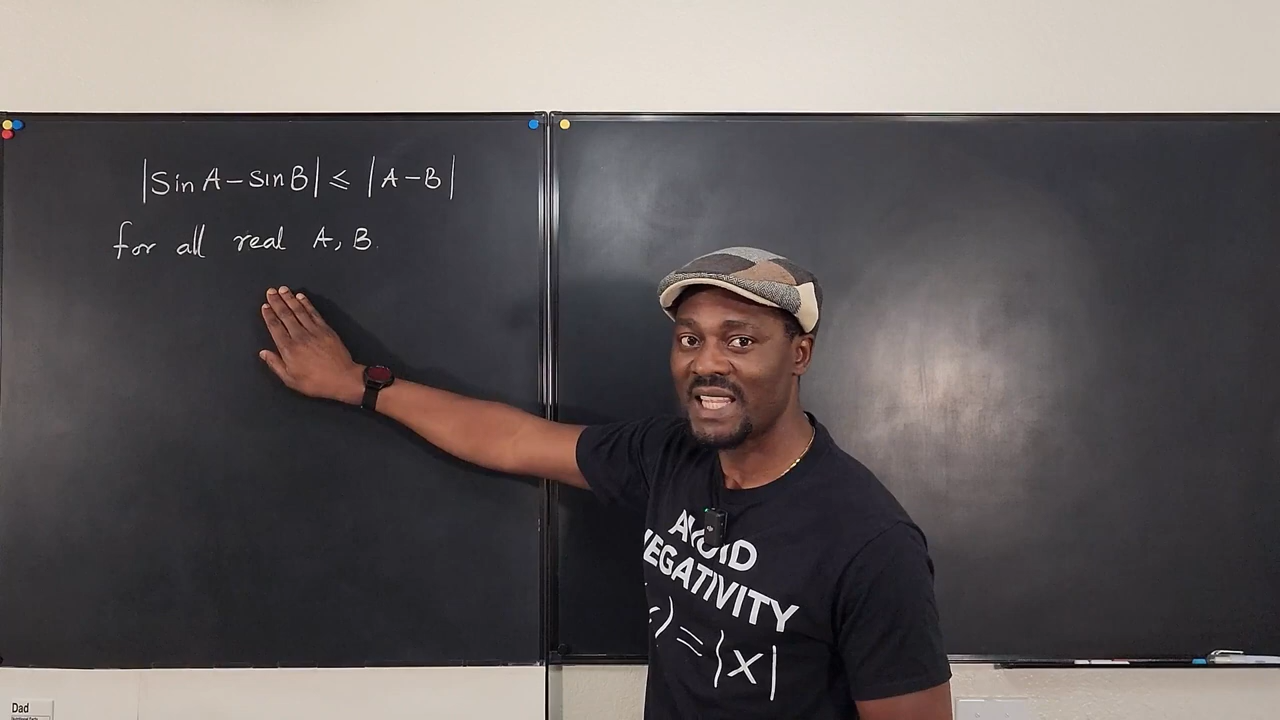 |Sin A - sin B| ≤ |A - B|
for all real A, B.
AVOID
NEGATIVITY
) = |x|
Dad